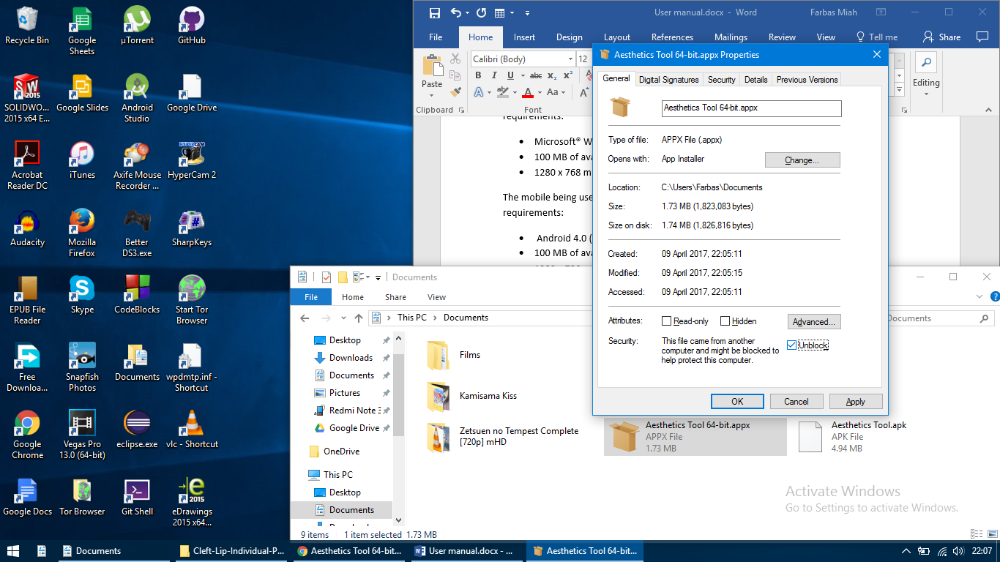 Recycle Bin
Google Sheets
µTorrent
GitHub
SOLIDWO... 2015 x64 E...
Google Slides
Android Studio
Google Drive
Acrobat Reader DC
iTunes
Axife Mouse Recorder ...
HyperCam 2
Audacity
Mozilla Firefox
Better DS3.exe
SharpKeys
EPUB File Reader
Skype
CodeBlocks
Start Tor Browser
Free Downloa...
Snapfish Photos
Documents
wpdmtp.inf - Shortcut
Google Chrome
Vegas Pro 13.0 (64-bit)
eclipse.exe
vlc - Shortcut
Google Docs
Tor Browser
Git Shell
eDrawings 2015 x64...
User manual.docx - Word
Farbas Miah
File Home Insert Design Layout References Mailings Review View Tell me Share
Paste
Calibri (Body) 12
B I U abc x₂ x²
A A Aa A
Clipboard
Font
Editing
requirements:
• Microsoft® W
• 100 MB of ava
• 1280 x 768 m
The mobile being use
requirements:
• Android 4.0 (
• 100 MB of ava
Aesthetics Tool 64-bit.appx Properties
General Digital Signatures Security Details Previous Versions
Aesthetics Tool 64-bit.appx
Type of file: APPX File (.appx)
Opens with: App Installer Change...
Location: C:\Users\Farbas\Documents
Size: 1.73 MB (1,823,083 bytes)
Size on disk: 1.74 MB (1,826,816 bytes)
Created: 09 April 2017, 22:05:11
Modified: 09 April 2017, 22:05:15
Accessed: 09 April 2017, 22:05:11
Attributes: Read-only Hidden Advanced...
Security: This file came from another
computer and might be blocked to
help protect this computer.
Unblock
OK Cancel Apply
Documents
File Home Share View
This PC > Documents
Documents
Desktop
Downloads
Documents
Pictures
Redmi Note 3
Google Drive
OneDrive
This PC
Desktop
Documents
Films
Kamisama Kiss
Zetsuen no Tempest Complete
[720p] mHD
Aesthetics Tool 64-bit.appx
APPX File
1.73 MB
Aesthetics Tool.apk
APK File
4.94 MB
Activate Windows
Go to Settings to activate Windows.
9 items 1 item selected 1.73 MB
Documents
Cleft-Lip-Individual-P...
Aesthetics Tool 64-bit...
User manual.docx - ...
Aesthetics Tool 64-bit...
22:07